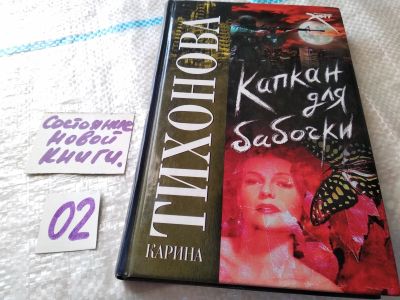 Состояние
новой
книги.
02
КАРИНА
ТИХОНОВА
Капкан
для
бабочки